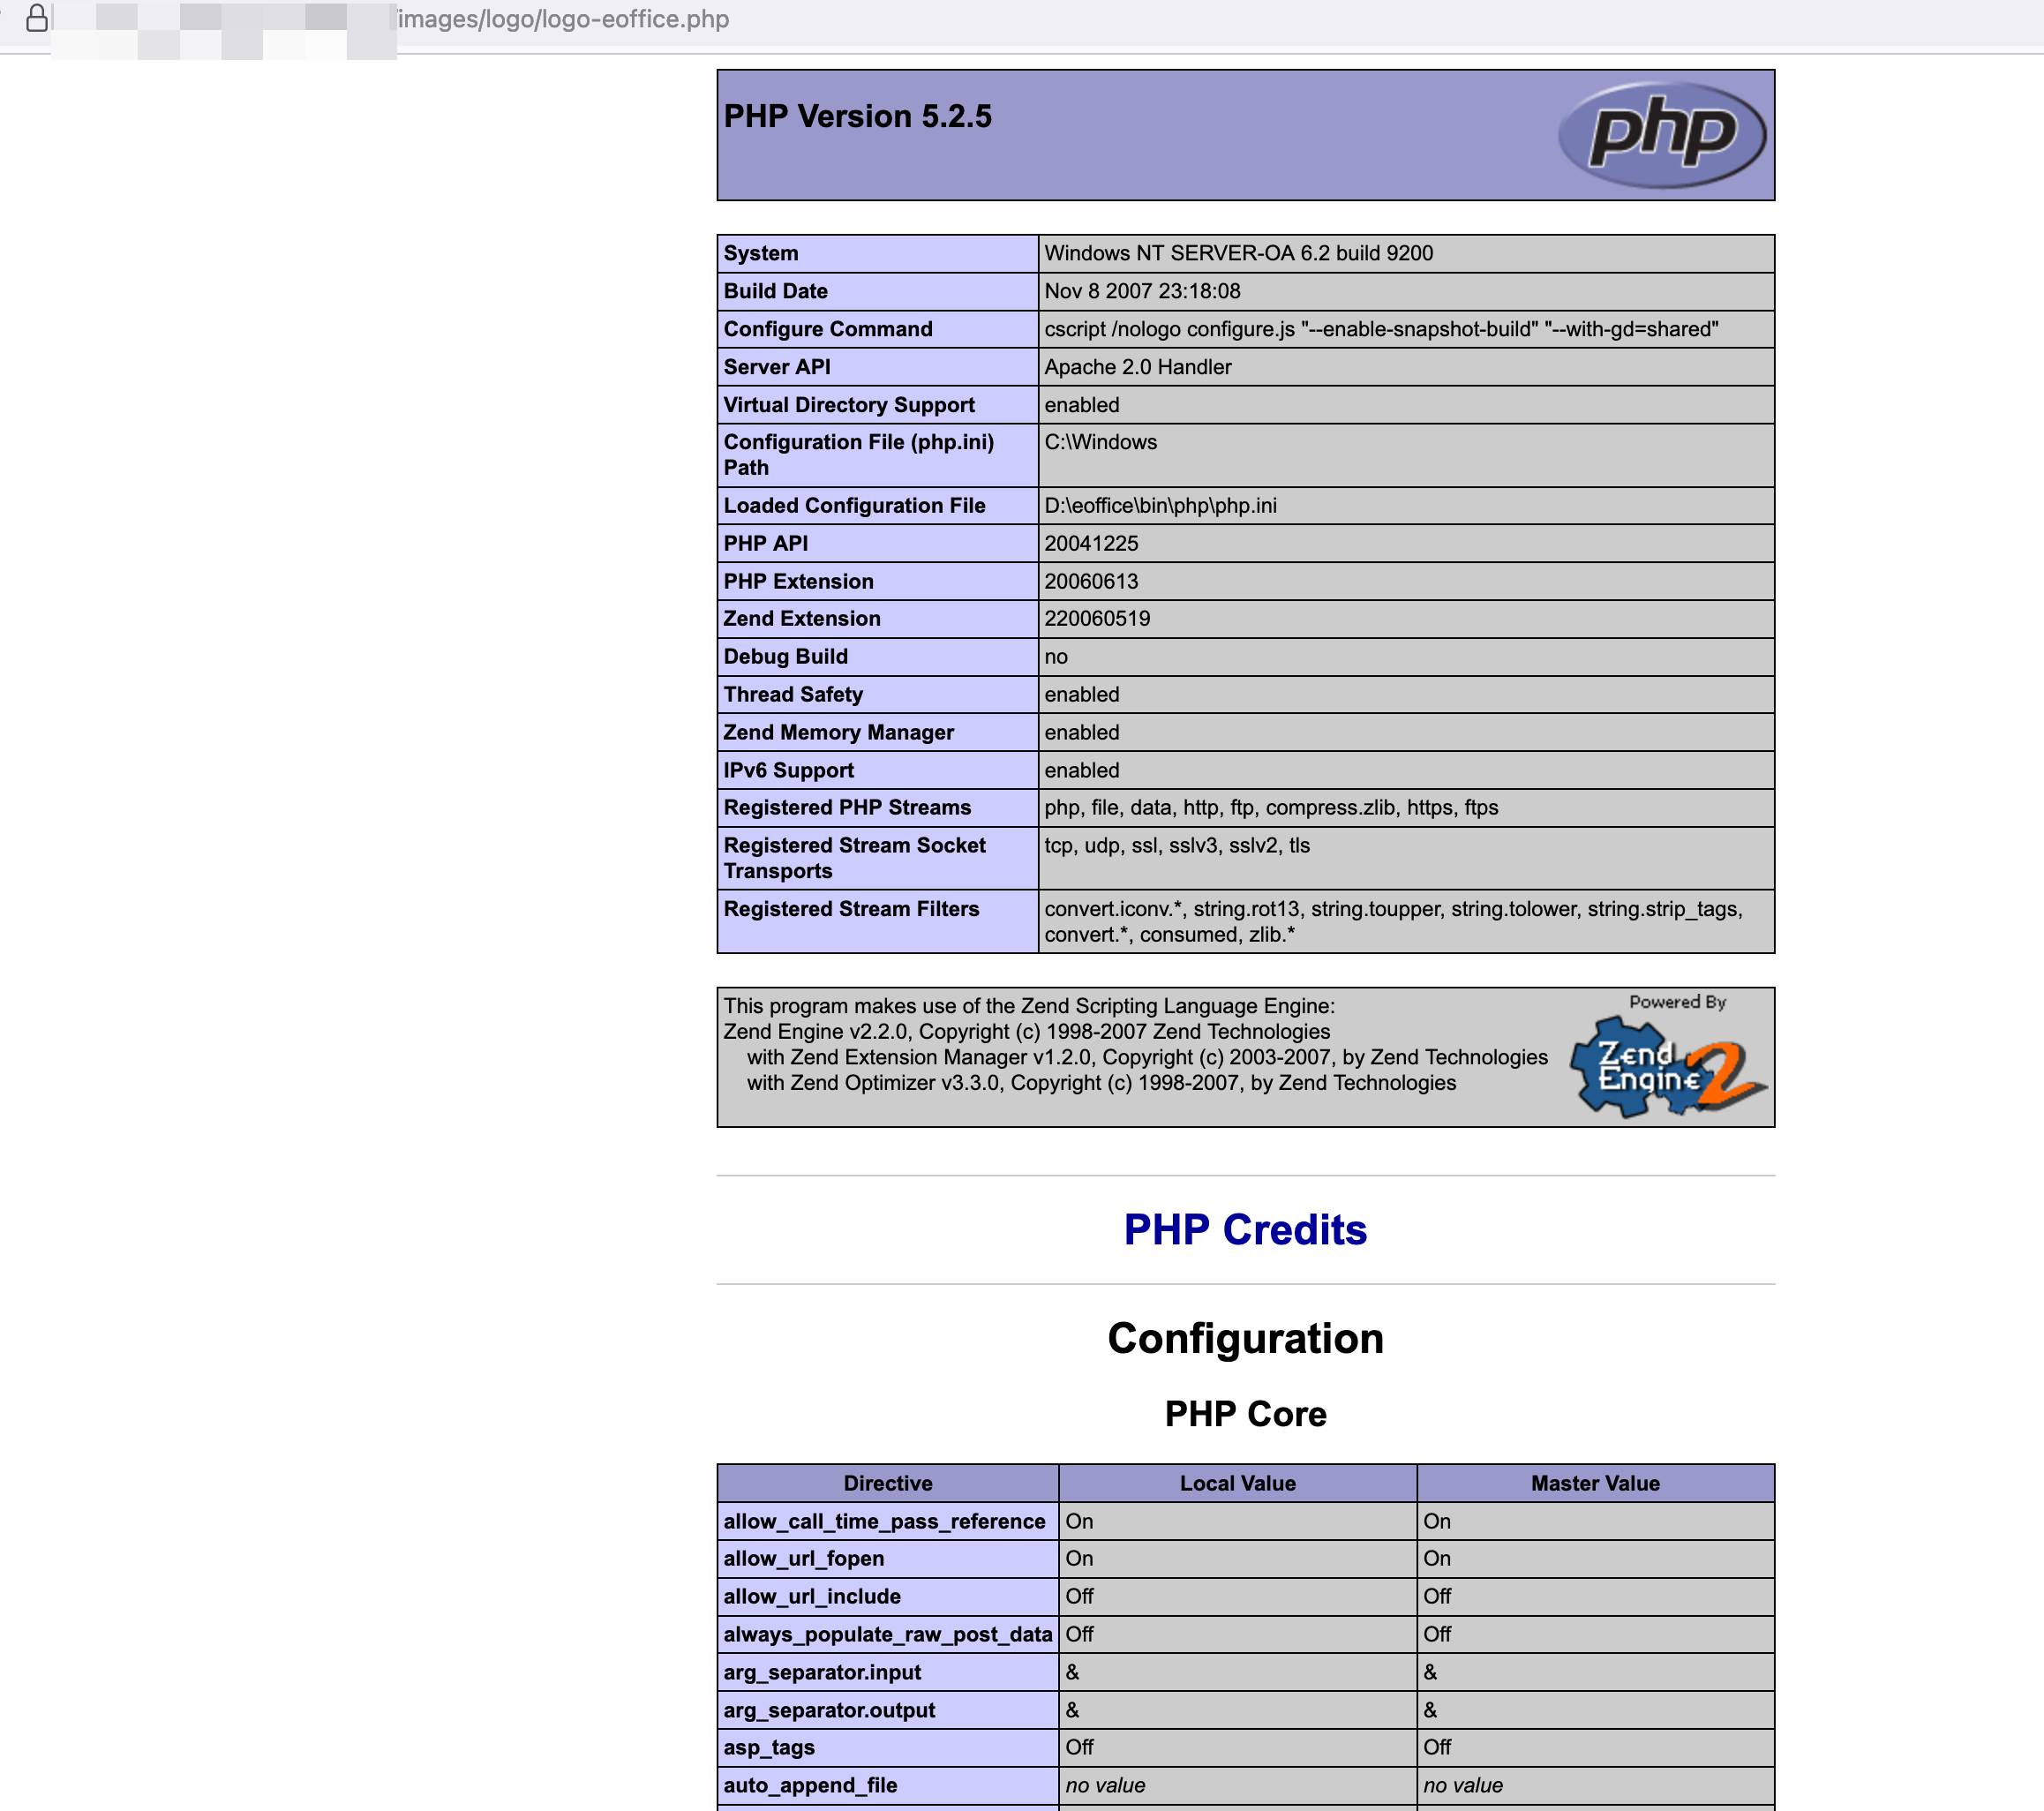 /images/logo/logo-eoffice.php
PHP Version 5.2.5
php
System Windows NT SERVER-OA 6.2 build 9200
Build Date Nov 8 2007 23:18:08
Configure Command cscript /nologo configure.js "--enable-snapshot-build" "--with-gd=shared"
Server API Apache 2.0 Handler
Virtual Directory Support enabled
Configuration File (php.ini) C:\Windows
Path
Loaded Configuration File D:\eoffice\bin\php\php.ini
PHP API 20041225
PHP Extension 20060613
Zend Extension 220060519
Debug Build no
Thread Safety enabled
Zend Memory Manager enabled
IPv6 Support enabled
Registered PHP Streams php, file, data, http, ftp, compress.zlib, https, ftps
Registered Stream Socket tcp, udp, ssl, sslv3, sslv2, tls
Transports
Registered Stream Filters convert.iconv.*, string.rot13, string.toupper, string.tolower, string.strip_tags,
convert.*, consumed, zlib.*
This program makes use of the Zend Scripting Language Engine:
Zend Engine v2.2.0, Copyright (c) 1998-2007 Zend Technologies
with Zend Extension Manager v1.2.0, Copyright (c) 2003-2007, by Zend Technologies
with Zend Optimizer v3.3.0, Copyright (c) 1998-2007, by Zend Technologies
Powered By
Zend
Engine 2
PHP Credits
Configuration
PHP Core
Directive Local Value Master Value
allow_call_time_pass_reference On On
allow_url_fopen On On
allow_url_include Off Off
always_populate_raw_post_data Off Off
arg_separator.input & &
arg_separator.output & &
asp_tags Off Off
auto_append_file no value no value